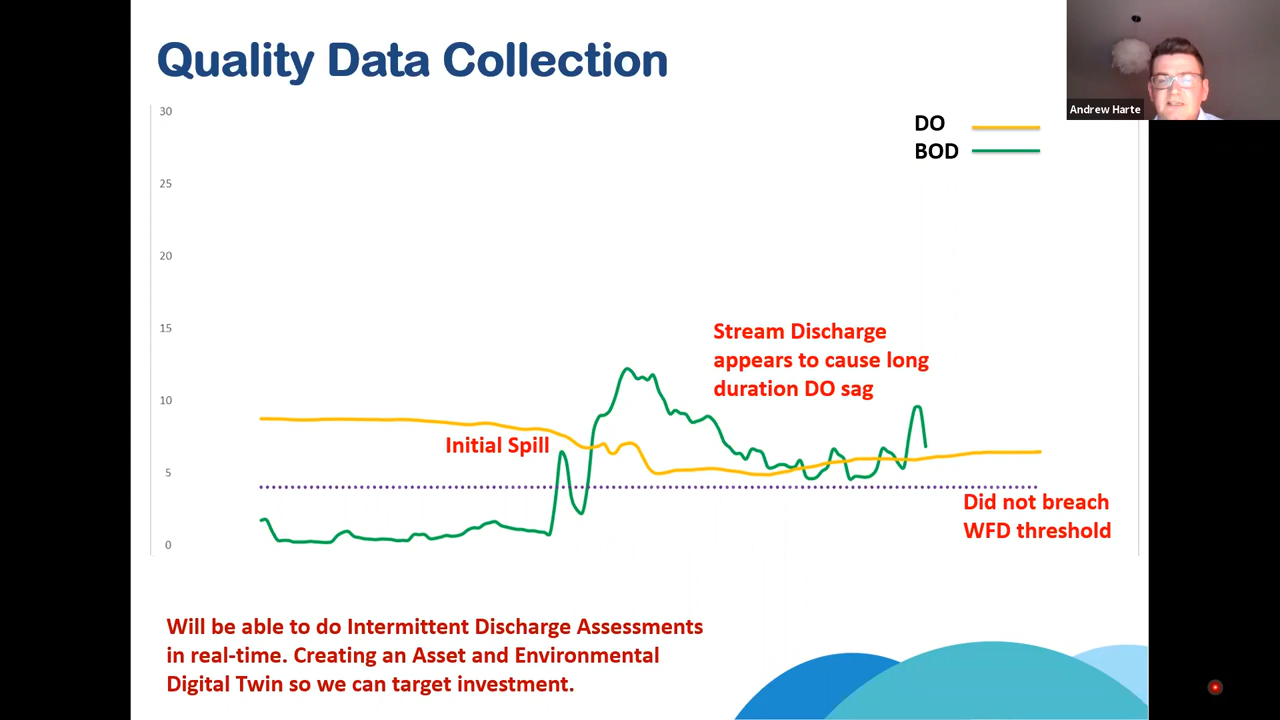 Quality Data Collection
Andrew Harte
30
25
20
15
10
5
0
DO
BOD
Stream Discharge
appears to cause long
duration DO sag
Initial Spill
Did not breach
WFD threshold
Will be able to do Intermittent Discharge Assessments
in real-time. Creating an Asset and Environmental
Digital Twin so we can target investment.